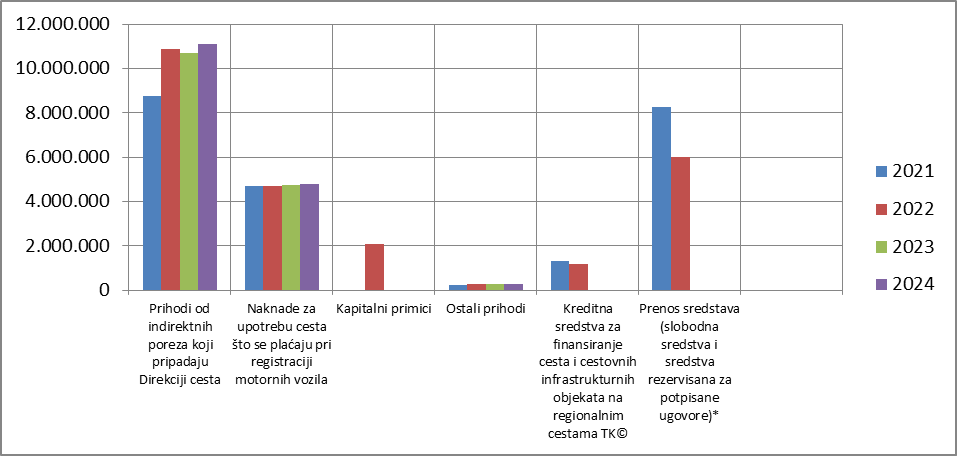 12.000.000
10.000.000
8.000.000
6.000.000
4.000.000
2.000.000
0
Prihodi od
indirektnih
poreza koji
pripadaju
Direkciji cesta
Naknade za
upotrebu cesta
što se plaćaju pri
registraciji
motornih vozila
Kapitalni primici
Ostali prihodi
Kreditna
sredstva za
finansiranje
cesta i cestovnih
infrastrukturnih
objekata na
regionalnim
cestama TK©
Prenos sredstava
(slobodna
sredstva i
sredstva
rezervisana za
potpisane
ugovore)*
2021
2022
2023
2024